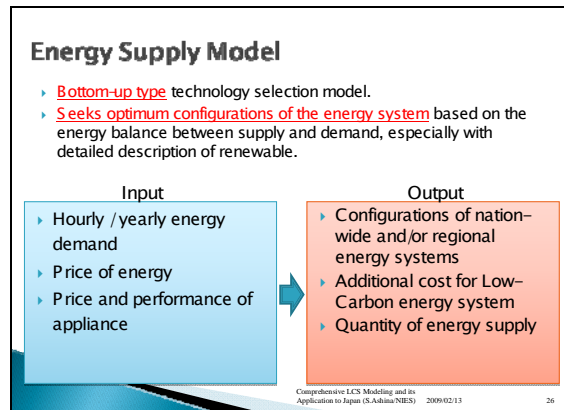 Energy Supply Model
Bottom-up type technology selection model.
Seeks optimum configurations of the energy system based on the
energy balance between supply and demand, especially with
detailed description of renewable.
Input
Hourly / yearly energy
demand
Price of energy
Price and performance of
appliance
Output
Configurations of nation-
wide and/or regional
energy systems
Additional cost for Low-
Carbon energy system
Quantity of energy supply
Comprehensive LCS Modeling and its
Application to Japan (S.Ashina/NIES) 2009/02/13 26